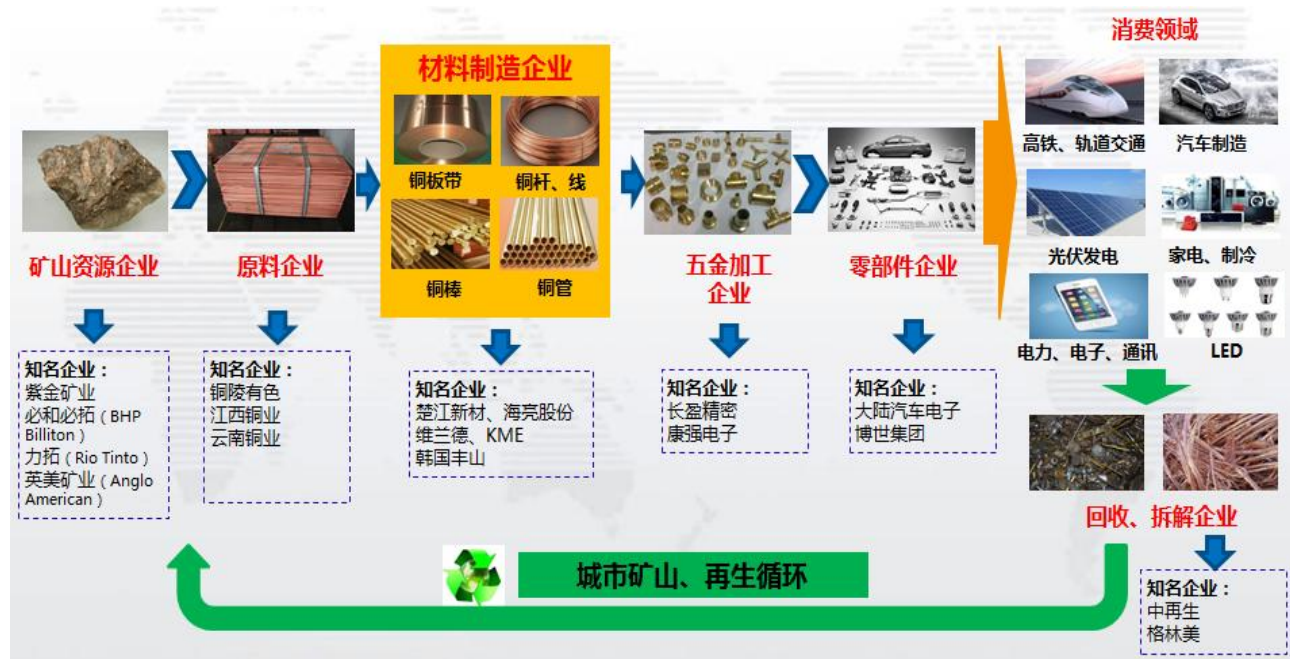 消费领域
材料制造企业
铜板带
铜杆、线
铜棒
铜管
高铁、轨道交通
汽车制造
光伏发电
家电、制冷
电力、电子、通讯
LED
矿山资源企业
原料企业
五金加工
企业
零部件企业
知名企业：
紫金矿业
必和必拓（BHP
Billiton）
力拓（Rio Tinto）
英美矿业（Anglo
American）
知名企业：
铜陵有色
江西铜业
云南铜业
知名企业：
楚江新材、海亮股份
维兰德、KME
韩国丰山
知名企业：
长盈精密
康强电子
知名企业：
大陆汽车电子
博世集团
回收、拆解企业
城市矿山、再生循环
知名企业：
中再生
格林美